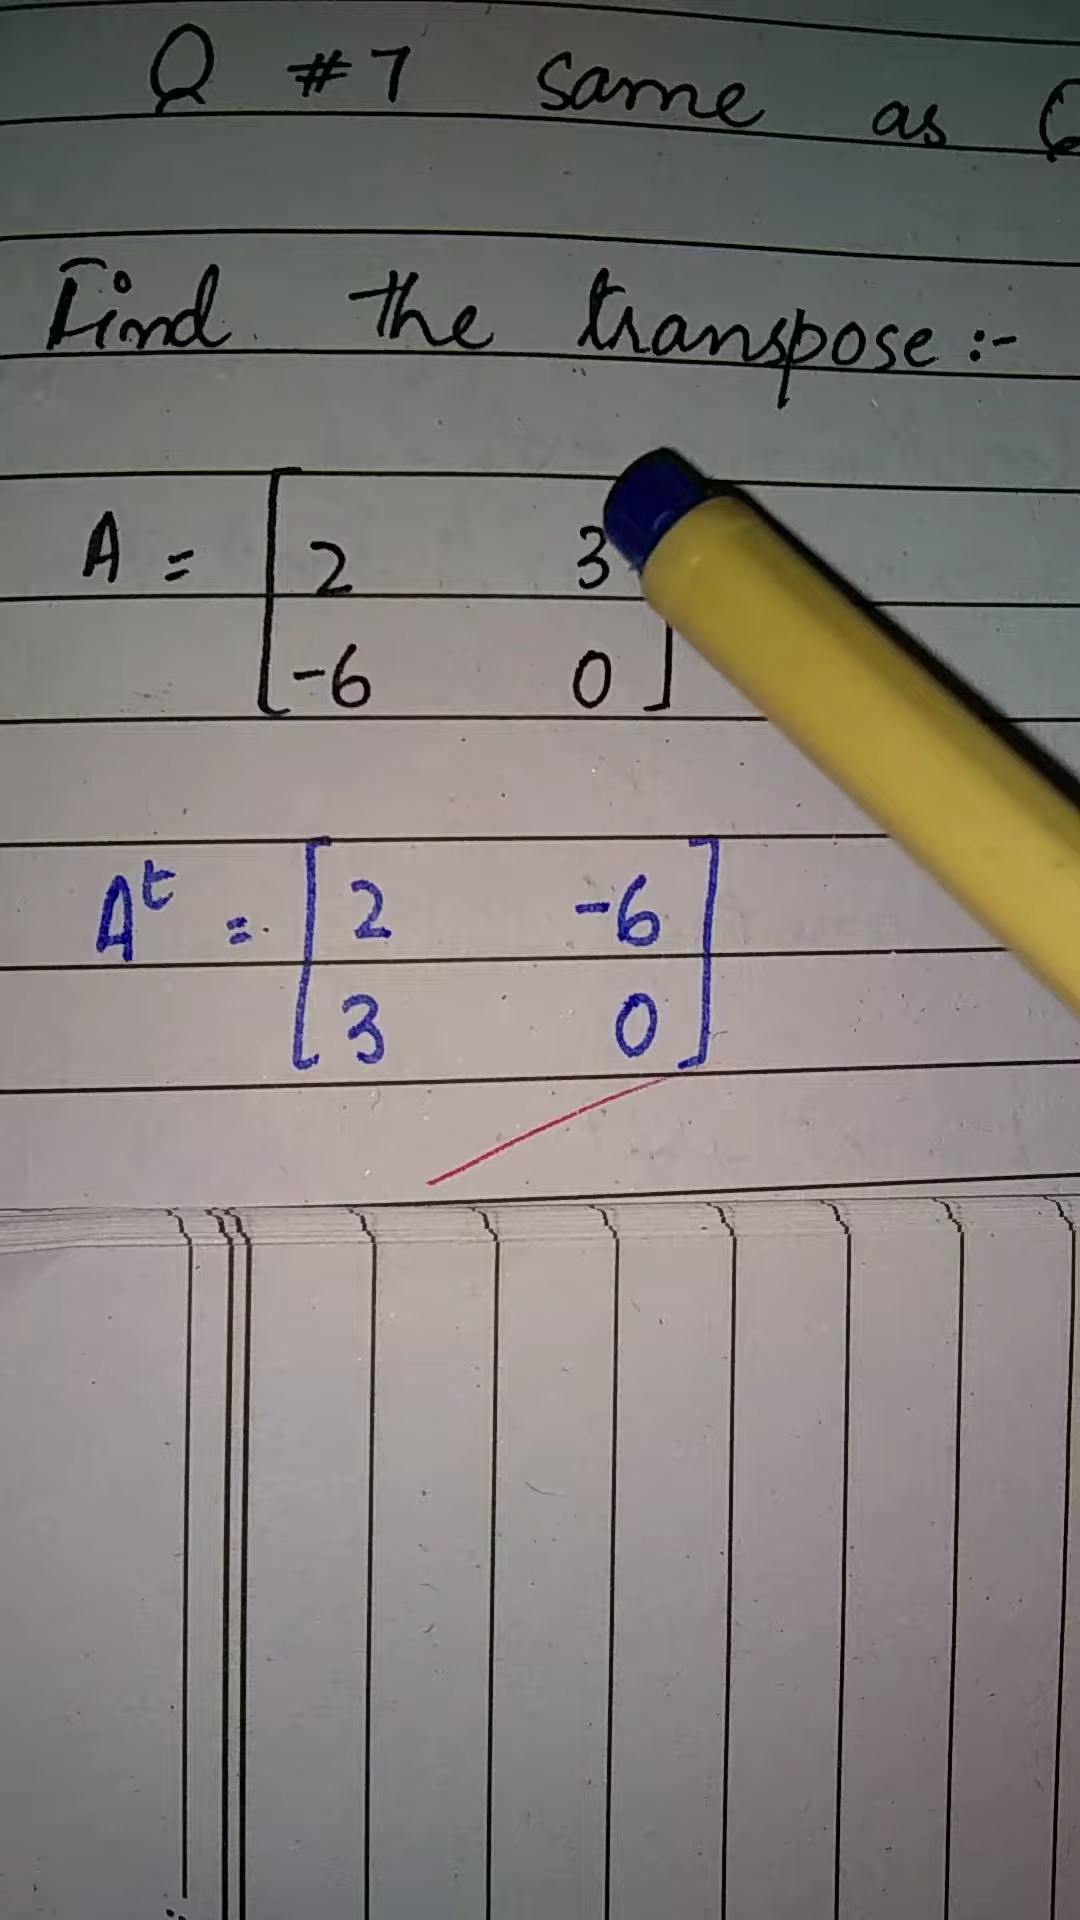 Q #7 same as Q
Find the transpose :-
A = [2 3
-6 0]
A^t = [2 -6
3 0]